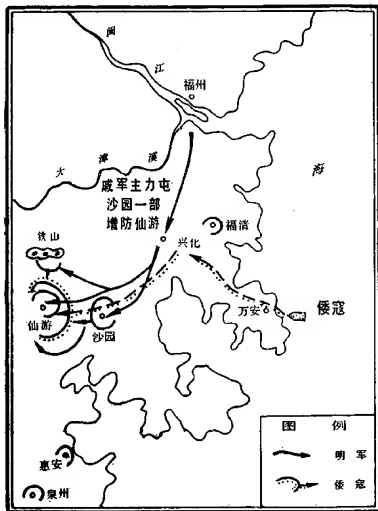 闽
江
福州
大
漳
溪
海
戚军主力屯
沙园一部
增防仙游
福清
铁山
兴化
万安
倭寇
仙游
沙园
惠安
泉州
图 例
明军
倭寇